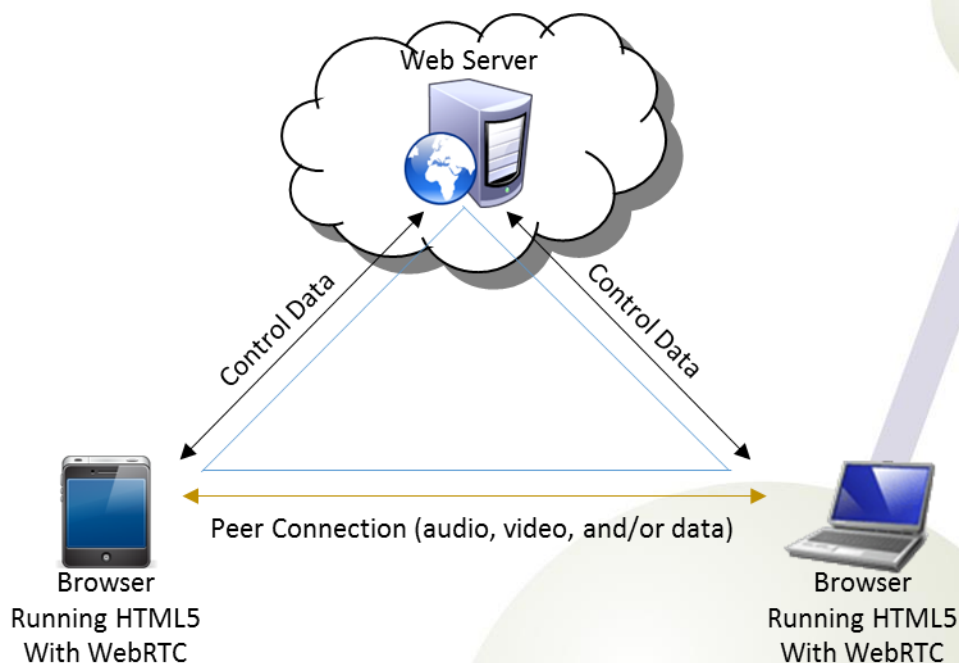 Web Server
Control Data
Control Data
Peer Connection (audio, video, and/or data)
Browser
Running HTML5
With WebRTC
Browser
Running HTML5
With WebRTC